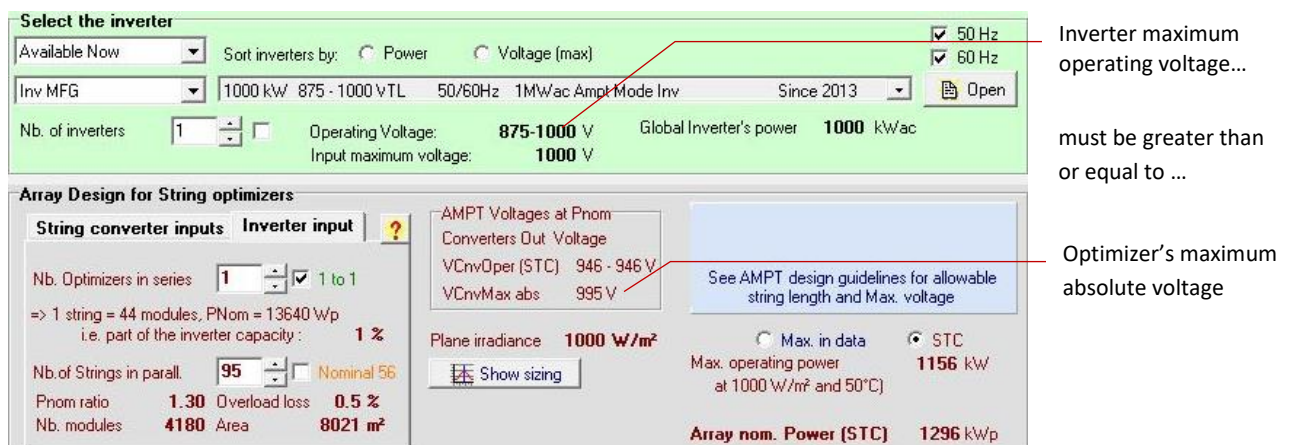 Select the inverter
Available Now
Sort inverters by: Power Voltage (max)
50 Hz
60 Hz
Inv MFG
1000 kW 875 - 1000 VTL 50/60Hz 1MWac Ampt Mode Inv Since 2013
Open
Nb. of inverters 1
Operating Voltage: 875-1000 V
Global Inverter's power 1000 kWac
Input maximum voltage: 1000 V
Inverter maximum
operating voltage…
must be greater than
or equal to …
Optimizer's maximum
absolute voltage
Array Design for String optimizers
String converter inputs Inverter input ?
Nb. Optimizers in series 1 1 to 1
=> 1 string = 44 modules, PNom = 13640 Wp
i.e. part of the inverter capacity : 1 %
Nb.of Strings in parall. 95 Nominal 56
Pnom ratio 1.30 Overload loss 0.5 %
Nb. modules 4180 Area 8021 m²
AMPT Voltages at Pnom
Converters Out Voltage
VCnvOper (STC) 946 - 946 V
VCnvMax abs 995 V
Plane irradiance 1000 W/m²
Show sizing
See AMPT design guidelines for allowable
string length and Max. voltage
Max. in data STC
Max. operating power 1156 kW
at 1000 W/m² and 50°C)
Array nom. Power (STC) 1296 kWp